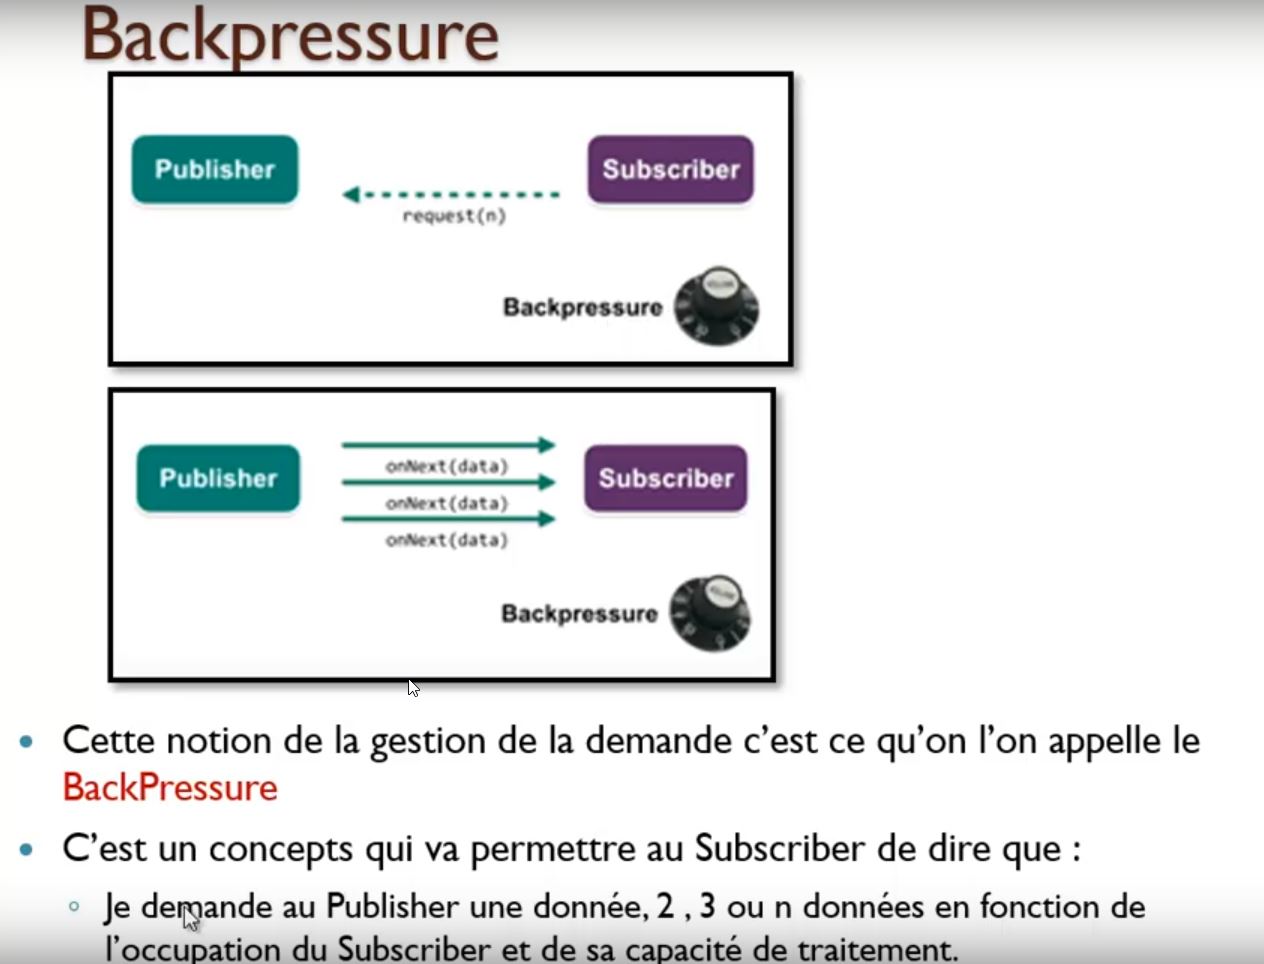 Backpressure
Publisher
Subscriber
request(n)
Backpressure
Publisher
onNext(data)
Subscriber
onNext(data)
onNext(data)
Backpressure
Cette notion de la gestion de la demande c’est ce qu’on l’on appelle le
BackPressure
C’est un concepts qui va permettre au Subscriber de dire que :
Je demande au Publisher une donnée, 2 , 3 ou n données en fonction de
l’occupation du Subscriber et de sa capacité de traitement.